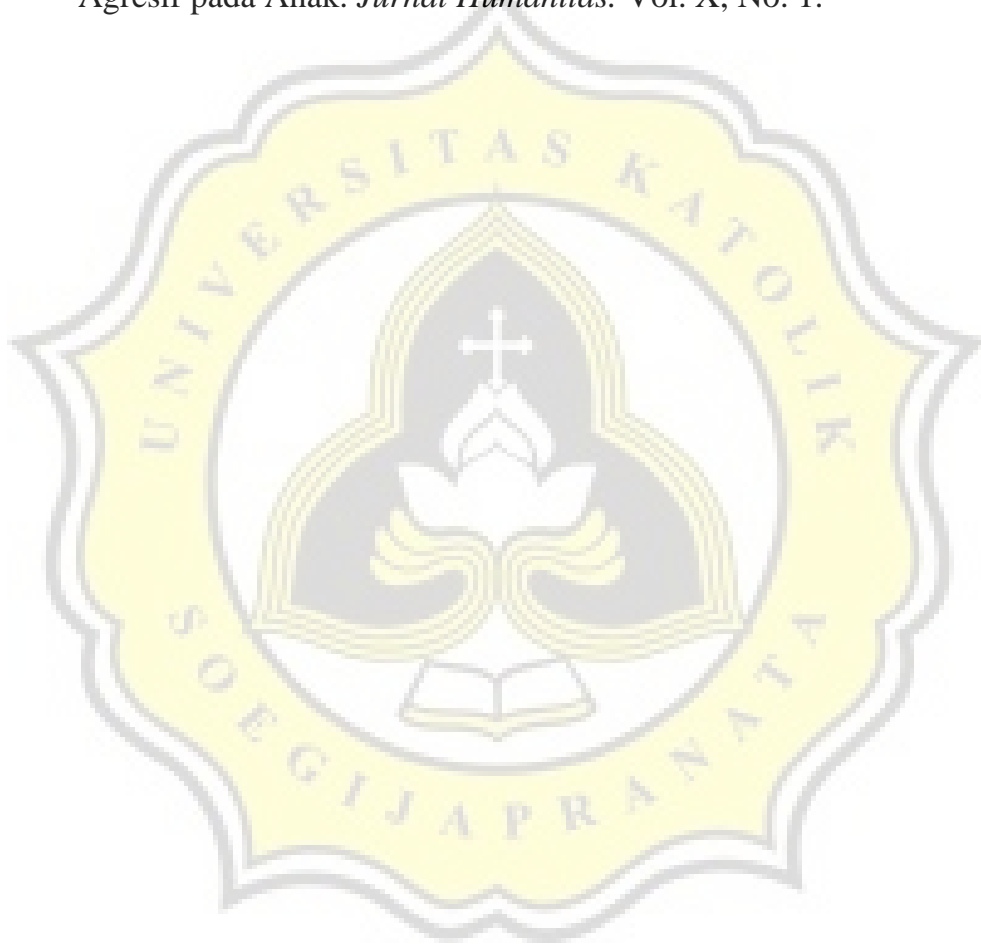 Agresif pada Anak. Jurnal Humanitas. Vol. X, No. 1.
UNIVERSITAS KATOLIK
SOEGIJAPRANATA